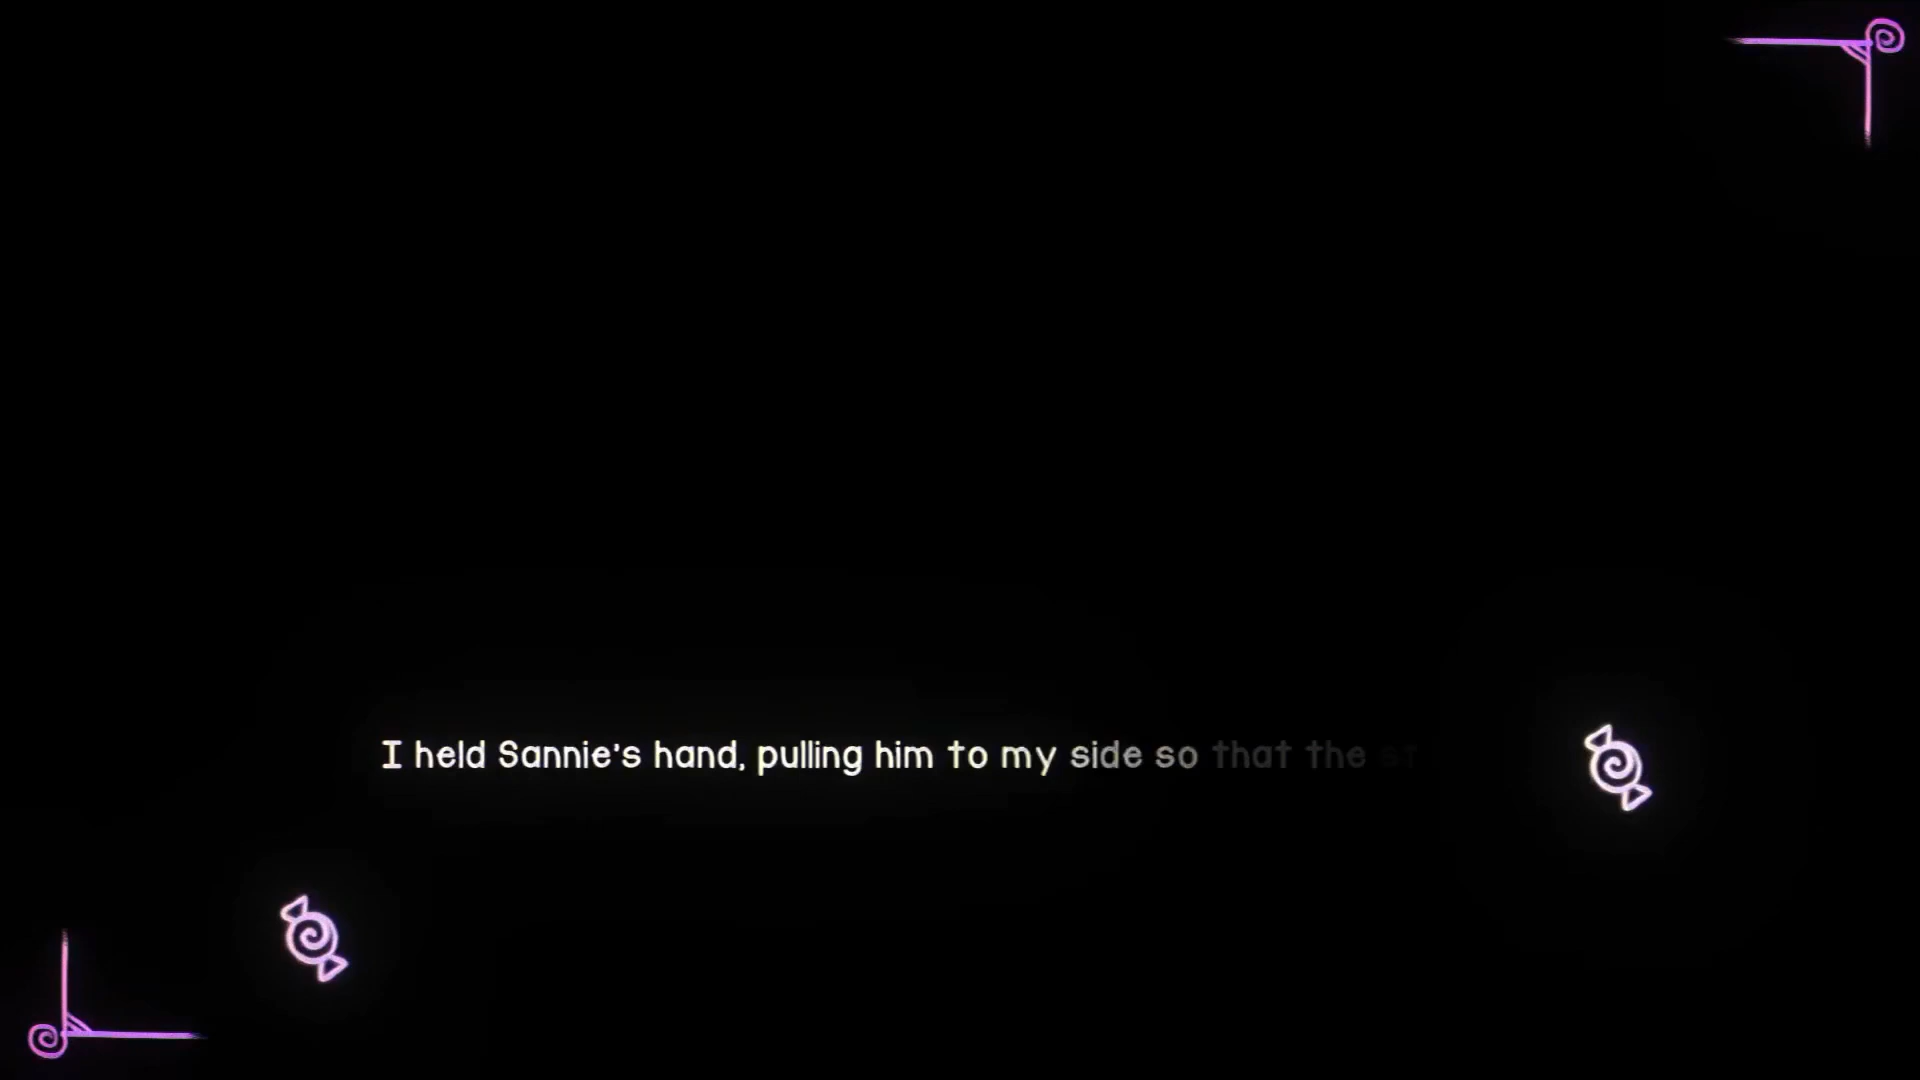 I held Sannie's hand, pulling him to my side so that the